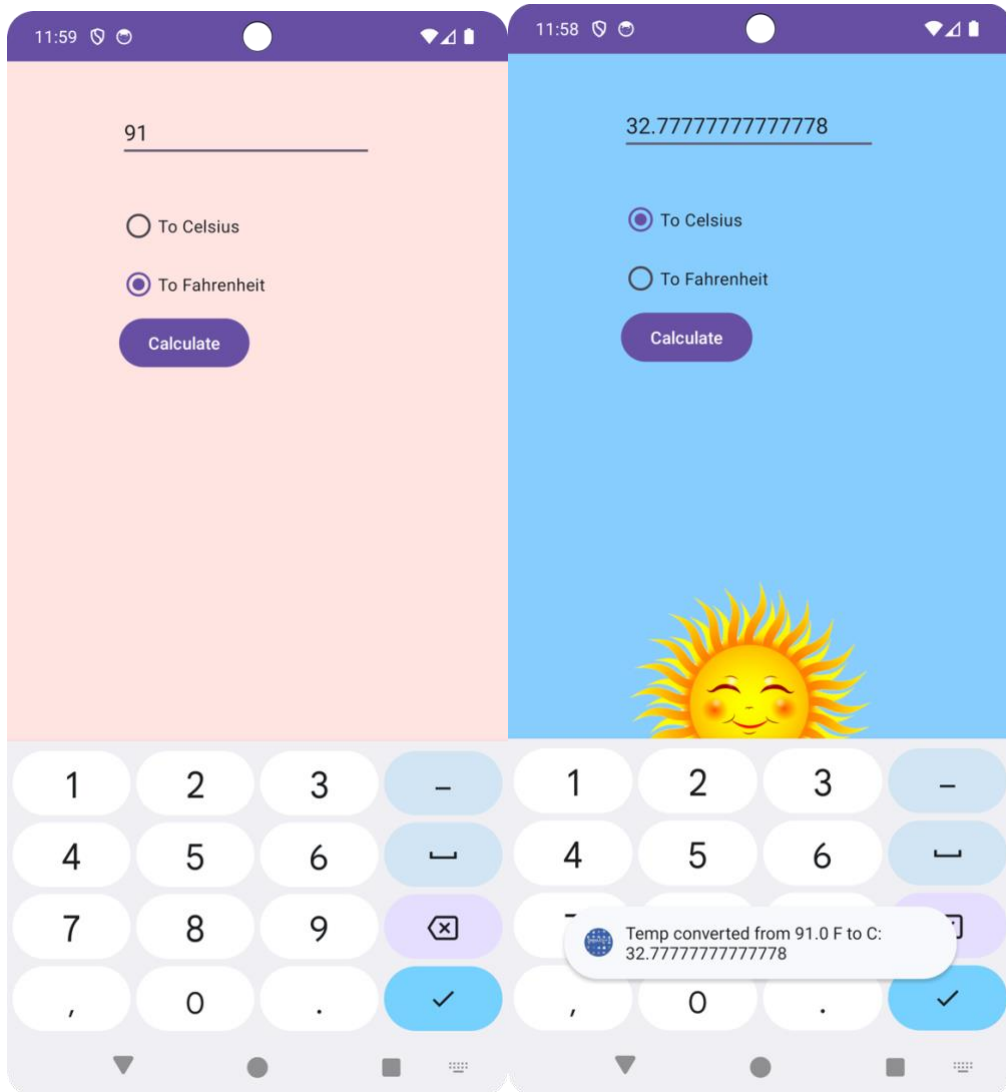 11:59
91
To Celsius
To Fahrenheit
Calculate
1 2 3 –
4 5 6
7 8 9
, 0 .
11:58
32.77777777777778
To Celsius
To Fahrenheit
Calculate
1 2 3 –
4 5 6
Temp converted from 91.0 F to C:
32.77777777777778
, 0 .